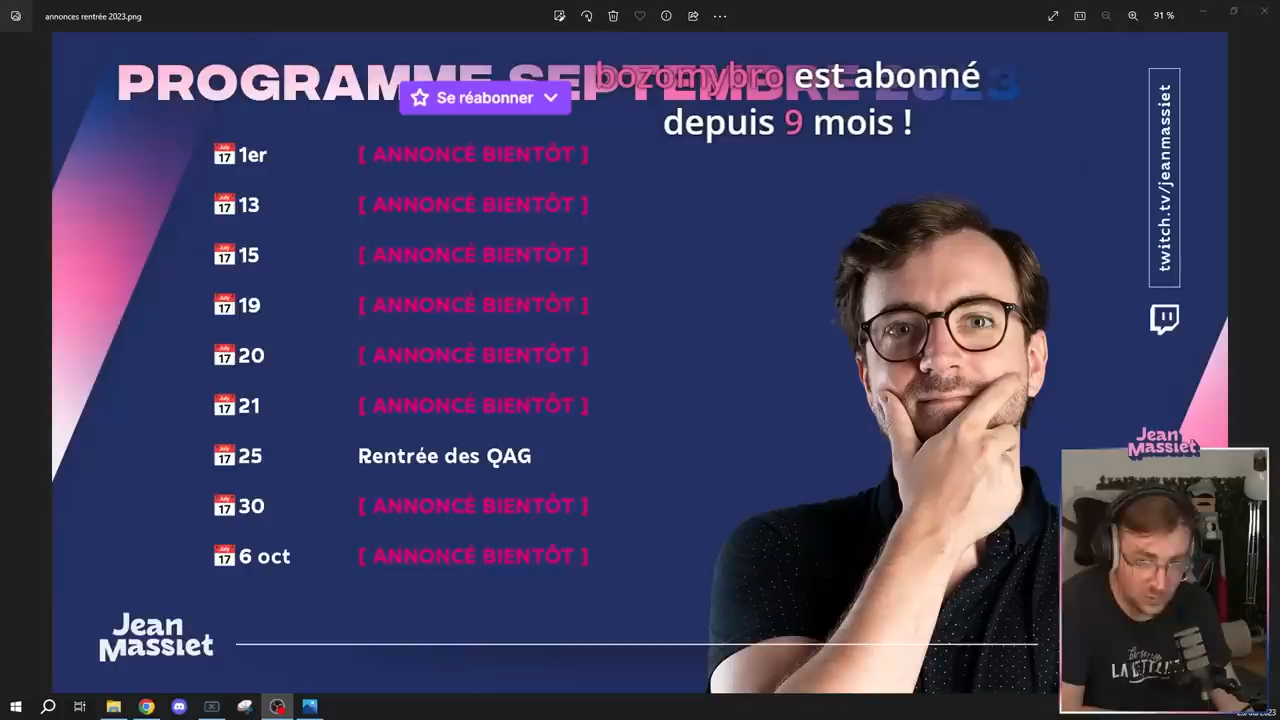 annonces rentrée 2023.png
91 %
PROGRAMME SEPTEMBRE 2023
Se réabonner
bozomybro est abonné
depuis 9 mois !
1er [ ANNONCÉ BIENTÔT ]
13 [ ANNONCÉ BIENTÔT ]
15 [ ANNONCÉ BIENTÔT ]
19 [ ANNONCÉ BIENTÔT ]
20 [ ANNONCÉ BIENTÔT ]
21 [ ANNONCÉ BIENTÔT ]
25 Rentrée des QAG
30 [ ANNONCÉ BIENTÔT ]
6 oct [ ANNONCÉ BIENTÔT ]
twitch.tv/jeanmassiet
Jean
Massiet
Jean
Massiet